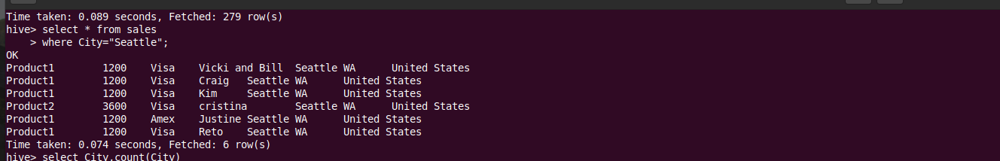 Time taken: 0.089 seconds, Fetched: 279 row(s)
hive> select * from sales
    > where City="Seattle";
OK
Product1        1200    Visa    Vicki and Bill  Seattle WA      United States
Product1        1200    Visa    Craig   Seattle WA      United States
Product1        1200    Visa    Kim     Seattle WA      United States
Product2        3600    Visa    cristina        Seattle WA      United States
Product1        1200    Amex    Justine Seattle WA      United States
Product1        1200    Visa    Reto    Seattle WA      United States
Time taken: 0.074 seconds, Fetched: 6 row(s)
hive> select City,count(City)